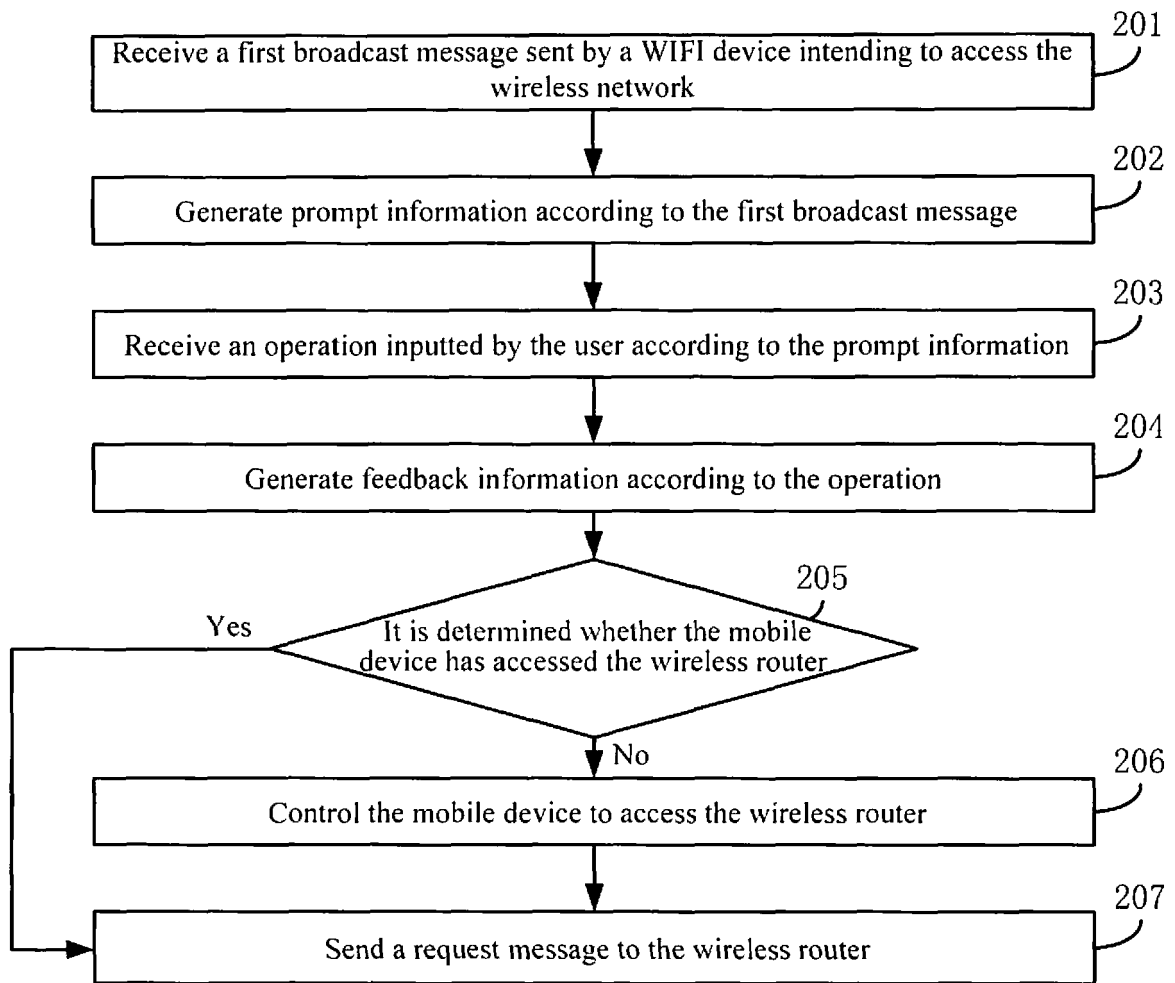 201
Receive a first broadcast message sent by a WIFI device intending to access the
wireless network
202
Generate prompt information according to the first broadcast message
203
Receive an operation inputted by the user according to the prompt information
204
Generate feedback information according to the operation
205
Yes
It is determined whether the mobile
device has accessed the wireless router
No
206
Control the mobile device to access the wireless router
207
Send a request message to the wireless router